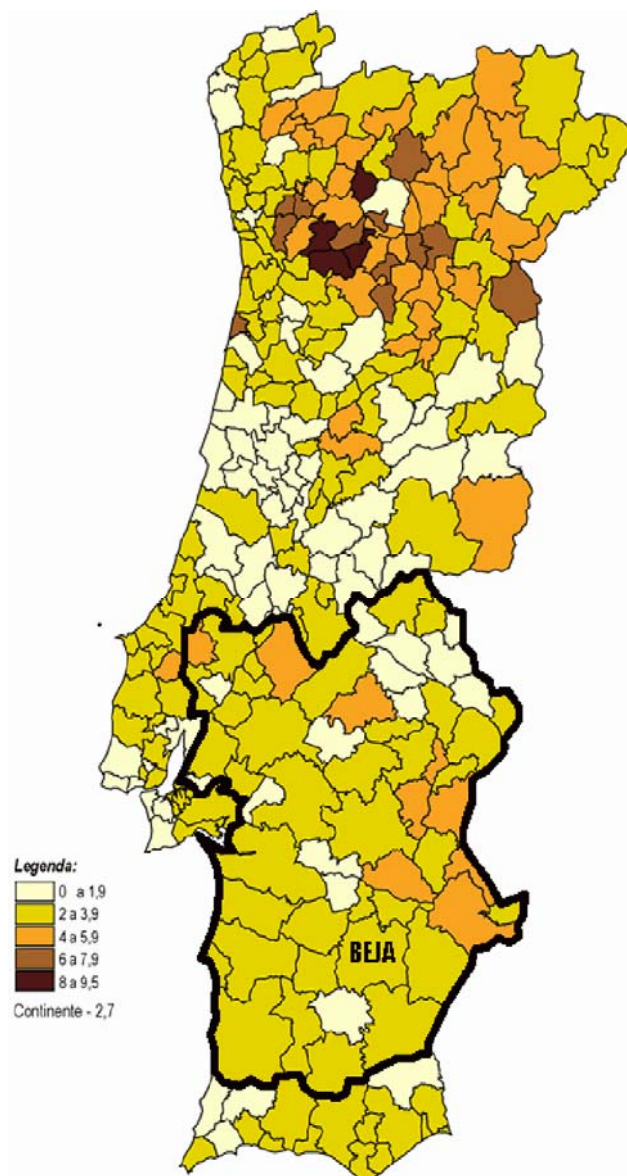 BEJA
Legenda:
0 a 1,9
2 a 3,9
4 a 5,9
6 a 7,9
8 a 9,5
Continente - 2,7